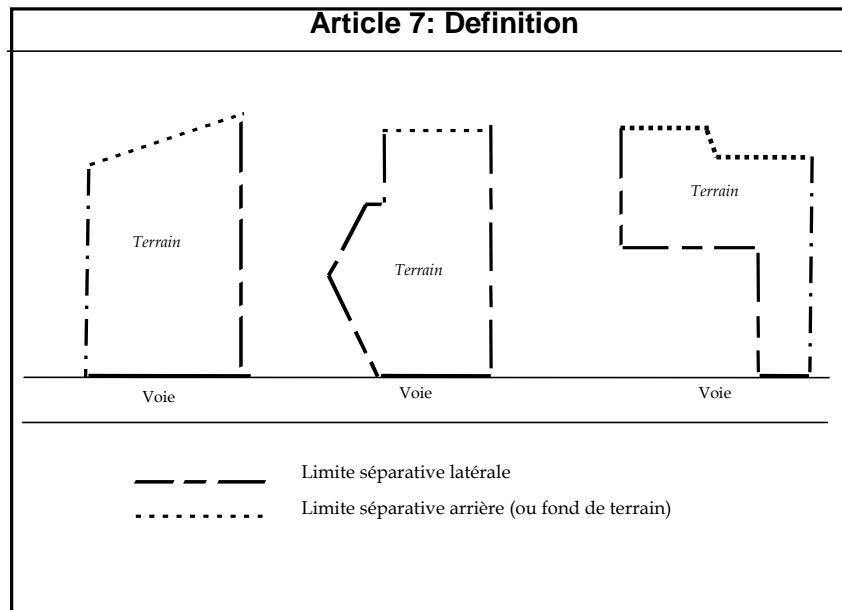 Article 7: Definition
Terrain
Terrain
Terrain
Voie
Voie
Voie
Limite séparative latérale
Limite séparative arrière (ou fond de terrain)